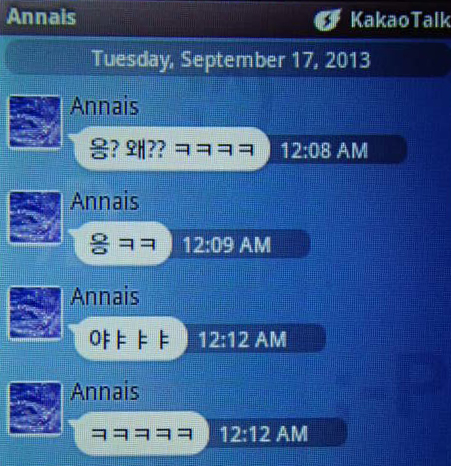 Annais KakaoTalk
Tuesday, September 17, 2013
Annais
응? 왜?? ㅋㅋㅋㅋ 12:08 AM
Annais
응 ㅋㅋ 12:09 AM
Annais
야ㅑㅑㅑ 12:12 AM
Annais
ㅋㅋㅋㅋㅋ 12:12 AM